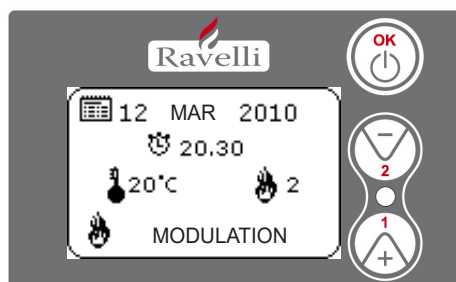 Ravelli
OK
12 MAR 2010
20.30
20°C 2
MODULATION
−
2
1
+